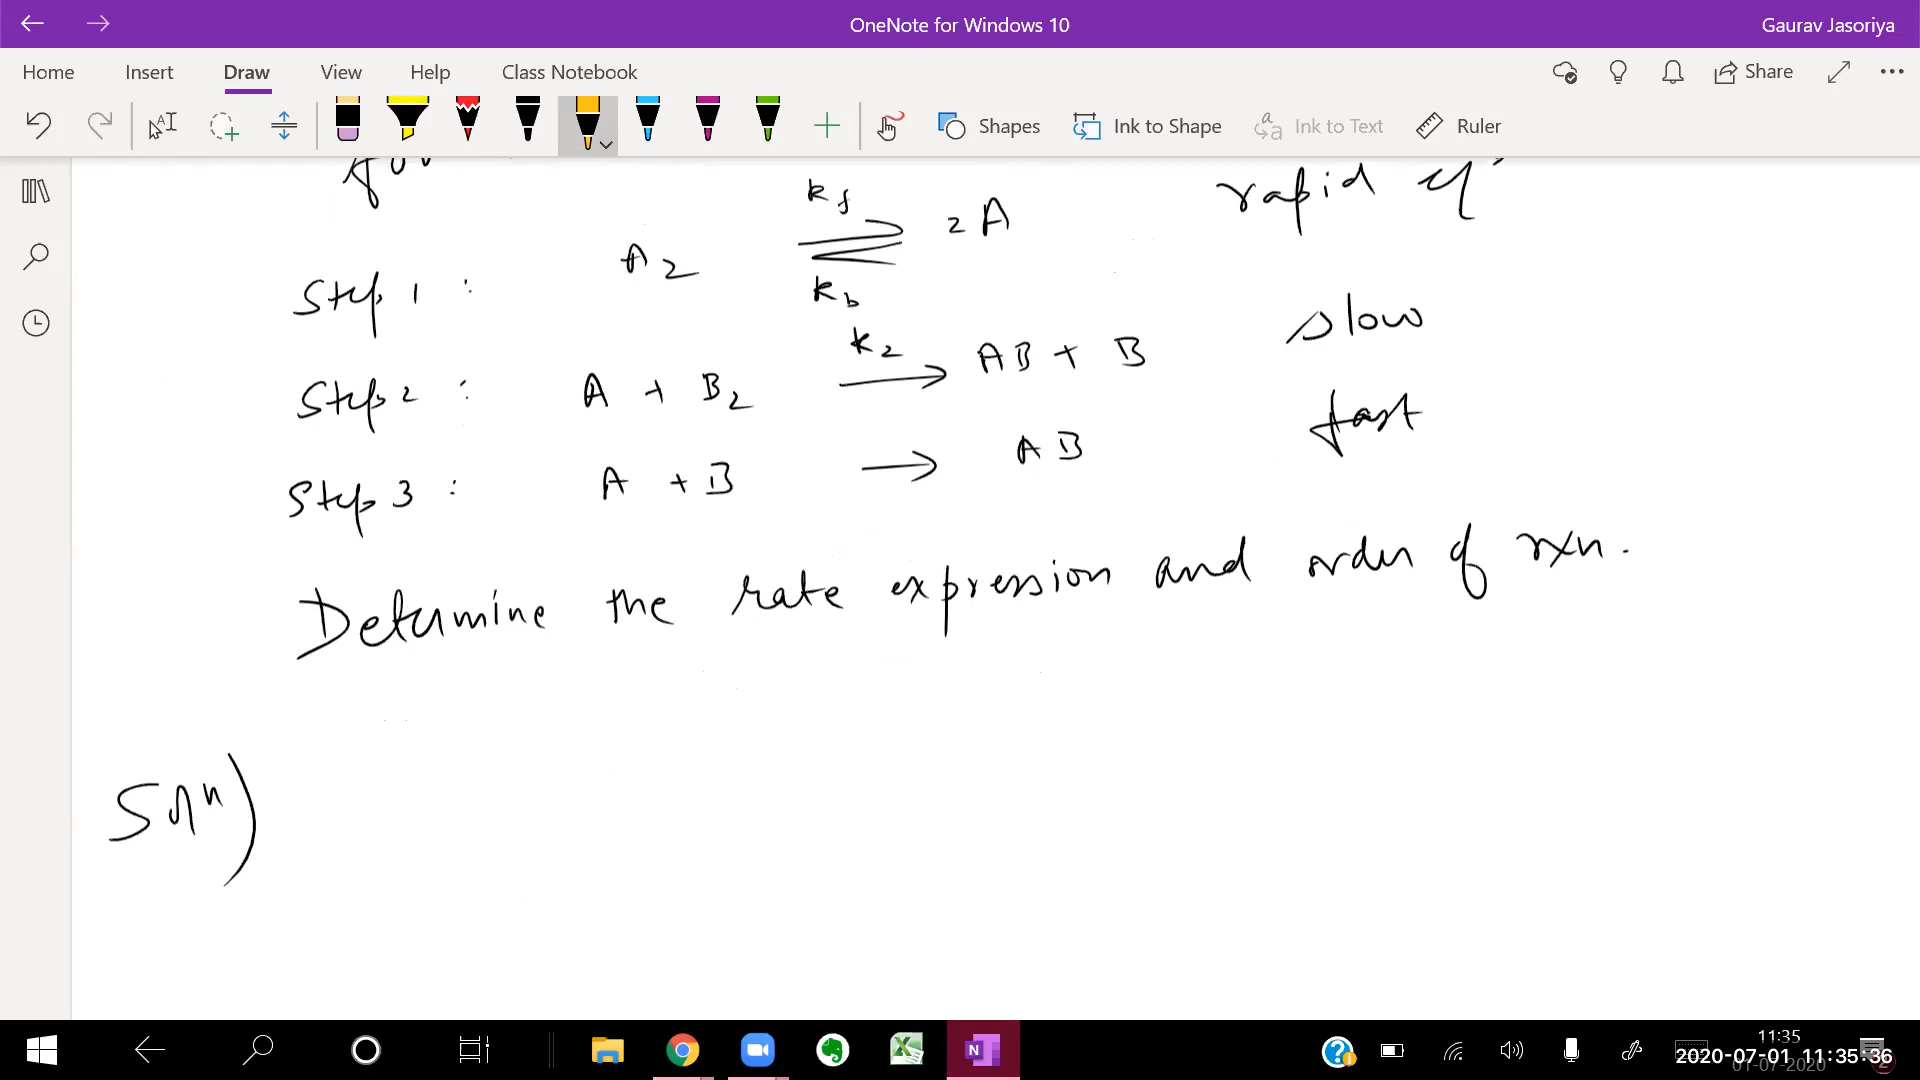 OneNote for Windows 10
Gaurav Jasoriya
Home Insert Draw View Help Class Notebook
Share
Shapes Ink to Shape Ink to Text Ruler
Step 1 : A2 kf kb 2A rapid eq
Step 2 : A + B2 k2 AB + B slow
Step 3 : A + B → AB fast
Determine the rate expression and order of rxn.
Soln)
11:35
2020-07-01 11:35:36
01-07-2020